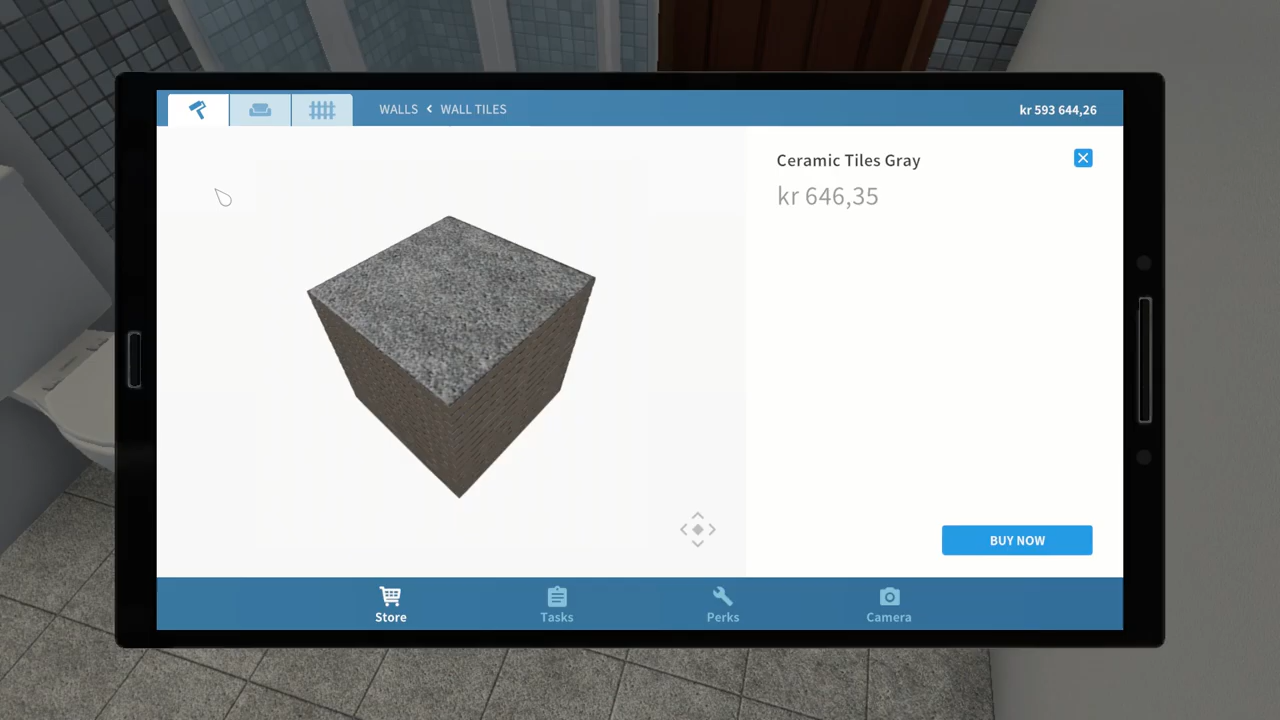 WALLS < WALL TILES
kr 593 644,26
Ceramic Tiles Gray
kr 646,35
BUY NOW
Store
Tasks
Perks
Camera